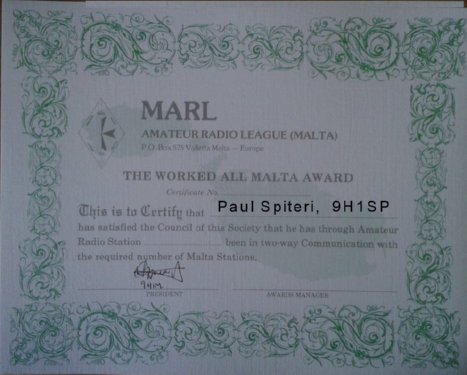 MARL
AMATEUR RADIO LEAGUE (MALTA)
P.O. Box 575 Valletta Malta — Europe
THE WORKED ALL MALTA AWARD
Certificate No.
This is to Certify that Paul Spiteri, 9H1SP
has satisfied the Council of this Society that he has through Amateur
Radio Station been in two-way Communication with
the required number of Malta Stations.
PRESIDENT AWARDS MANAGER